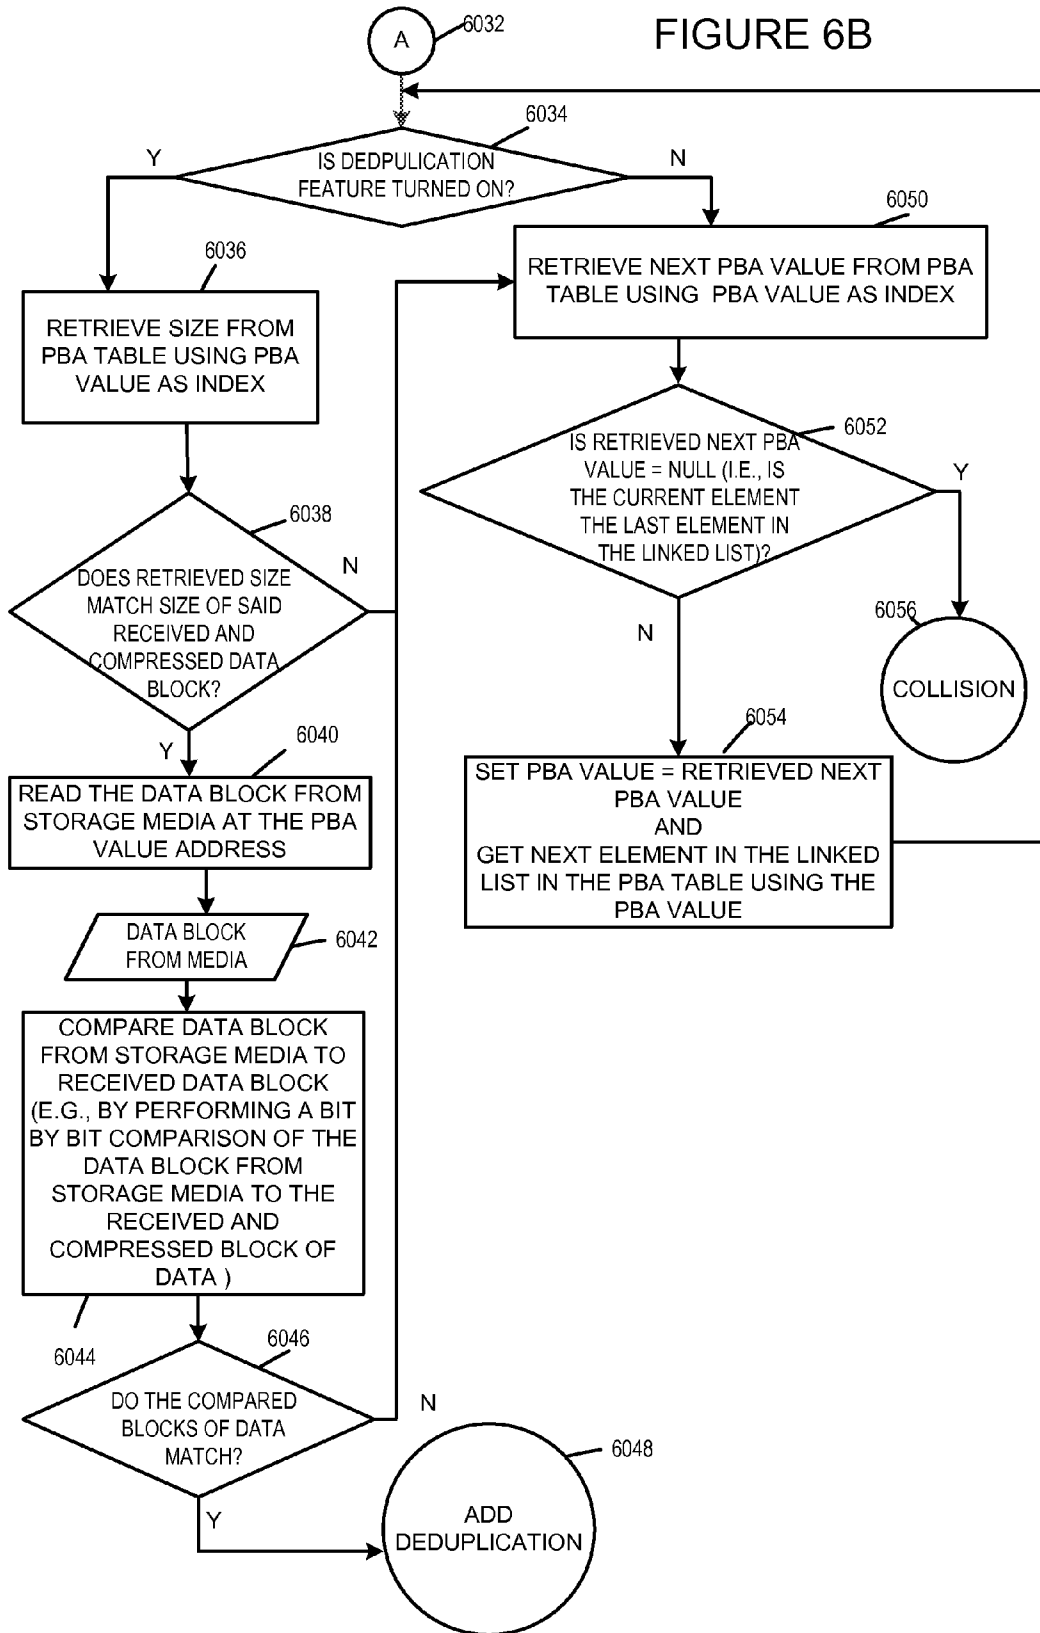 FIGURE 6B
A
6032
6034
IS DEDPULICATION
FEATURE TURNED ON?
Y
N
6036
RETRIEVE SIZE FROM
PBA TABLE USING PBA
VALUE AS INDEX
6038
DOES RETRIEVED SIZE
MATCH SIZE OF SAID
RECEIVED AND
COMPRESSED DATA
BLOCK?
N
Y
6040
READ THE DATA BLOCK FROM
STORAGE MEDIA AT THE PBA
VALUE ADDRESS
DATA BLOCK
FROM MEDIA
6042
COMPARE DATA BLOCK
FROM STORAGE MEDIA TO
RECEIVED DATA BLOCK
(E.G., BY PERFORMING A BIT
BY BIT COMPARISON OF THE
DATA BLOCK FROM
STORAGE MEDIA TO THE
RECEIVED AND
COMPRESSED BLOCK OF
DATA )
6044
6046
DO THE COMPARED
BLOCKS OF DATA
MATCH?
N
Y
6048
ADD
DEDUPLICATION
6050
RETRIEVE NEXT PBA VALUE FROM PBA
TABLE USING PBA VALUE AS INDEX
6052
IS RETRIEVED NEXT PBA
VALUE = NULL (I.E., IS
THE CURRENT ELEMENT
THE LAST ELEMENT IN
THE LINKED LIST)?
Y
N
6056
COLLISION
6054
SET PBA VALUE = RETRIEVED NEXT
PBA VALUE
AND
GET NEXT ELEMENT IN THE LINKED
LIST IN THE PBA TABLE USING THE
PBA VALUE